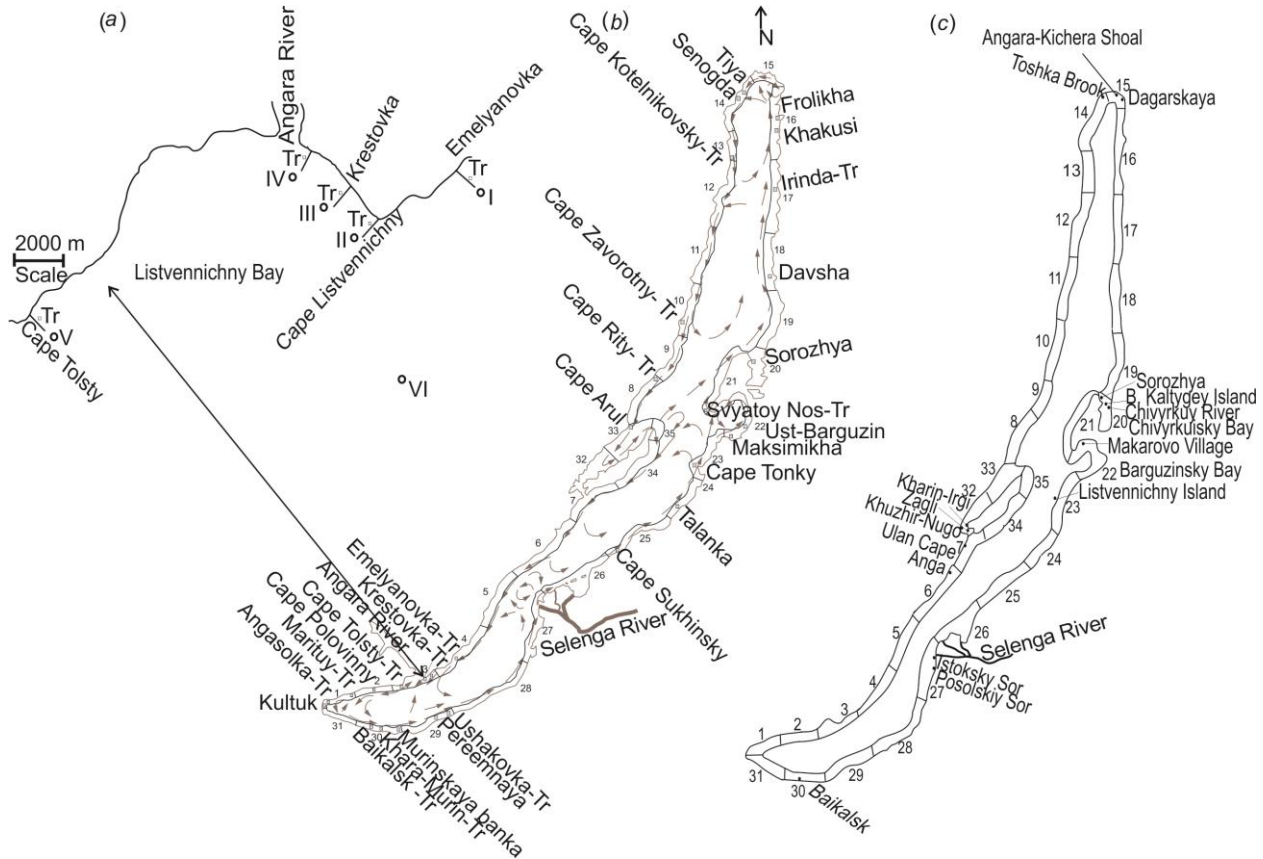 (a)
Angara River
Krestovka
Emelyanovka
Tr
IV
Tr
III
Tr
II
Tr
I
2000 m
Scale
Listvennichny Bay
Cape Listvennichny
Tr
V
Cape Tolsty
VI
(b)
N
Cape Kotelnikovsky-Tr
Senogda
Tiya
15
14
Frolikha
16
Khakusi
13
Irinda-Tr
12
17
Cape Zavorotny- Tr
11
18
Davsha
10
19
Cape Rity- Tr
9
Sorozhya
20
8
21
Cape Arul
Svyatoy Nos-Tr
33
35
22
Ust-Barguzin
Maksimikha
32
34
23
Cape Tonky
24
7
Talanka
6
25
Cape Sukhinsky
5
26
Selenga River
27
4
Emelyanovka-Tr
Krestovka-Tr
Angara River
Cape Tolsty-Tr
Cape Polovinny
Marituy-Tr
Angasolka-Tr
3
2
1
28
Kultuk
31
30
29
Baikalsk -Tr
Khara-Murin-Tr
Murinskaya banka
Pereemnaya
Ushakovka-Tr
(c)
Angara-Kichera Shoal
Toshka Brook
15
Dagarskaya
14
16
13
12
17
11
18
10
19
Sorozhya
9
B. Kaltygey Island
Chivyrkuy River
8
21
20
Chivyrkuisky Bay
Makarovo Village
33
35
22
Barguzinsky Bay
Kharin-Irgi
32
Listvennichny Island
Zagli
23
Khuzhir-Nugo
34
Ulan Cape
7
24
Anga
6
25
5
26
Selenga River
Istoksky Sor
4
27
Posolskiy Sor
3
2
1
28
31
29
30
Baikalsk